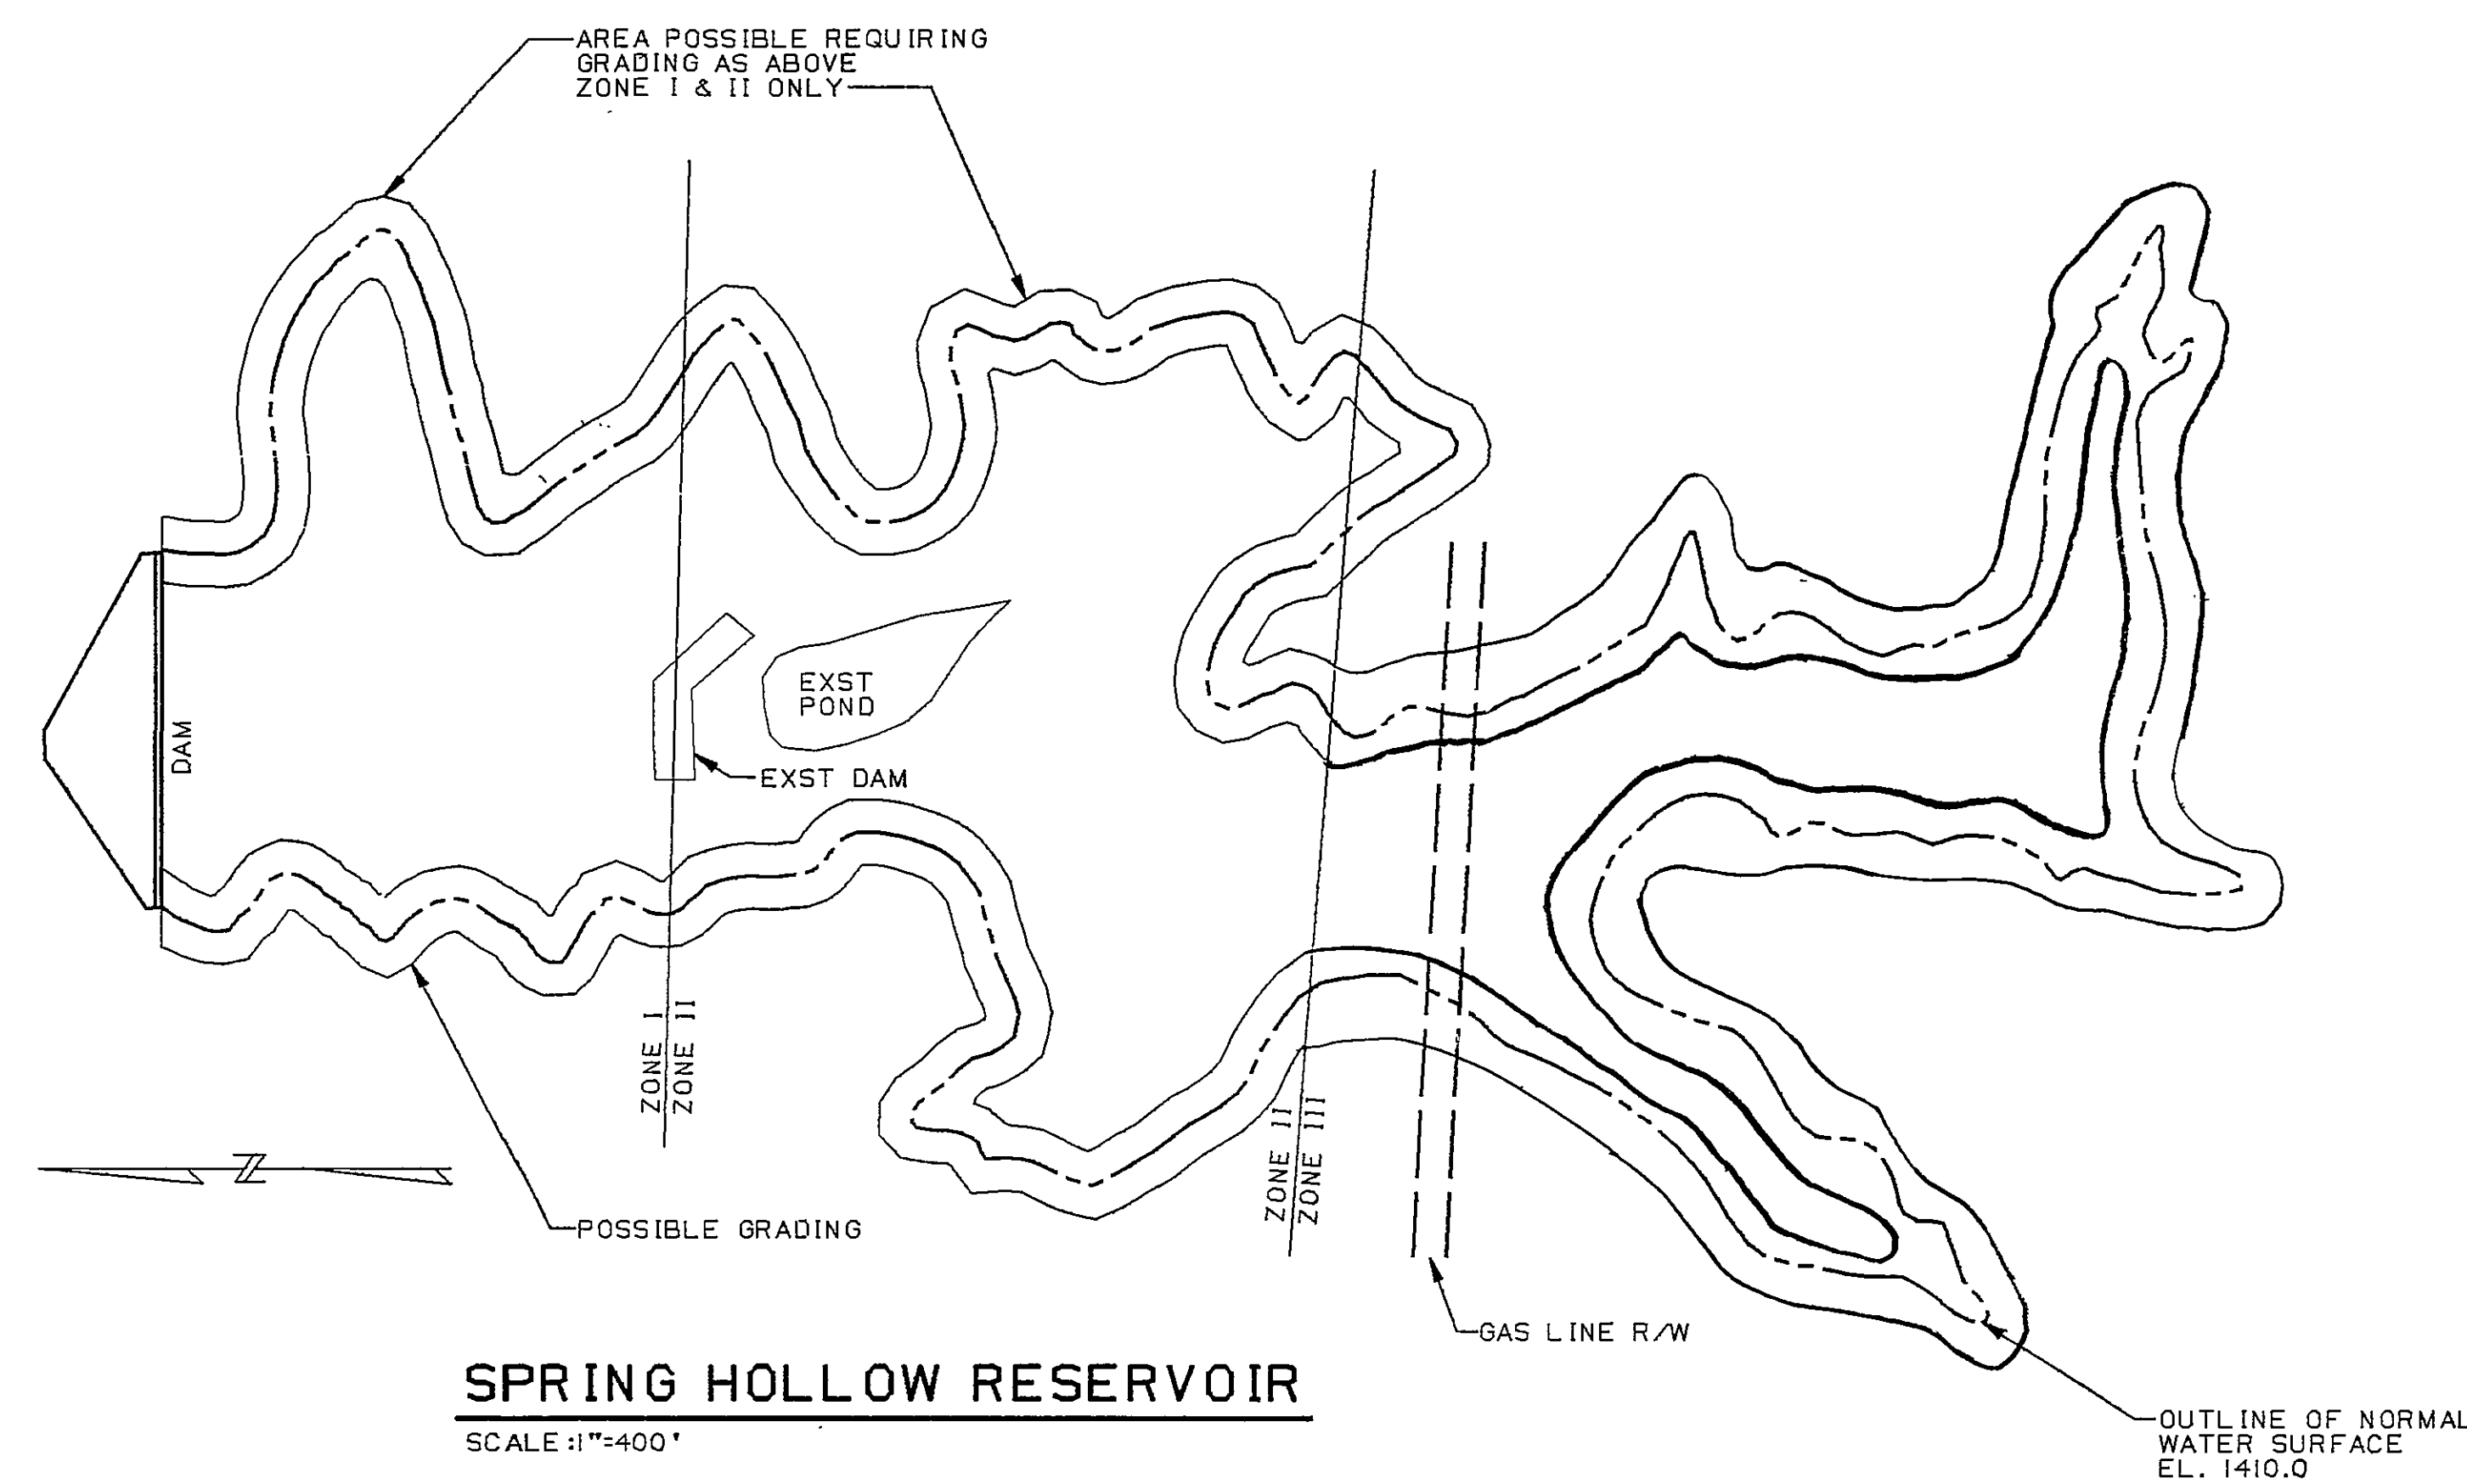 AREA POSSIBLE REQUIRING
GRADING AS ABOVE
ZONE I & II ONLY
DAM
EXST
POND
EXST DAM
ZONE I
ZONE II
ZONE II
ZONE III
N
POSSIBLE GRADING
GAS LINE R/W
SPRING HOLLOW RESERVOIR
SCALE:1"=400'
OUTLINE OF NORMAL
WATER SURFACE
EL. 1410.0